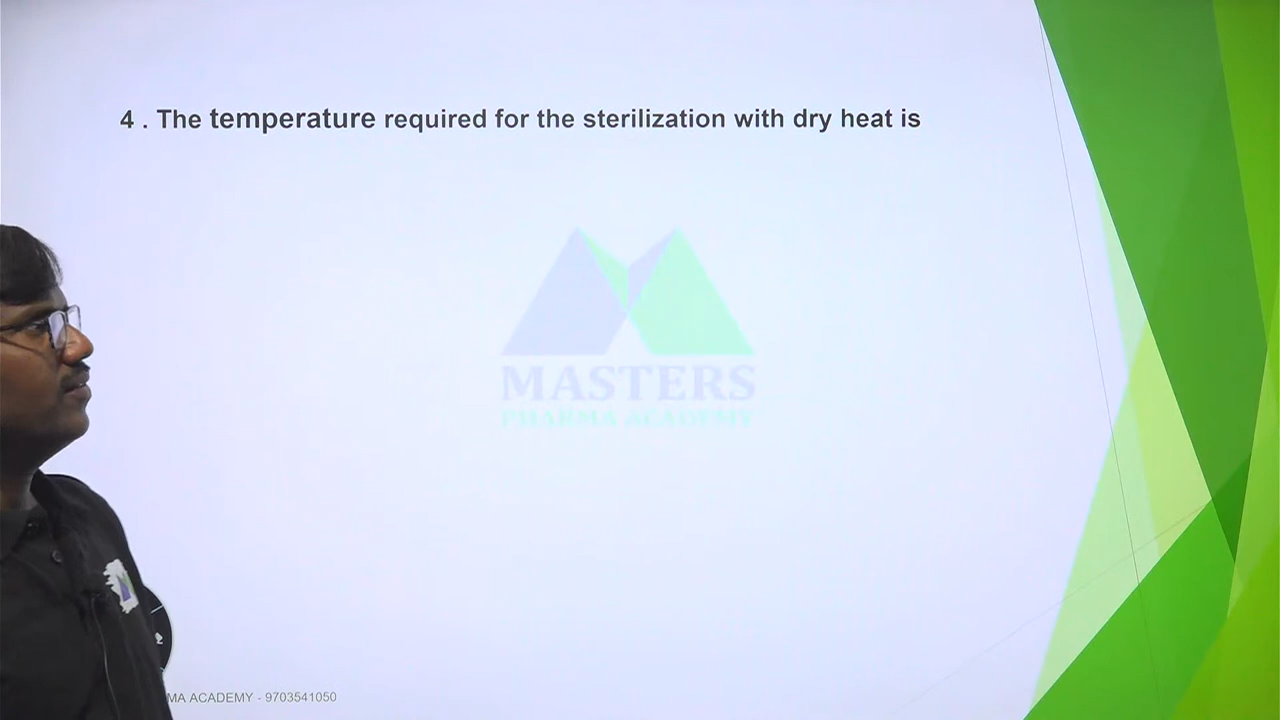 4 . The temperature required for the sterilization with dry heat is
MASTERS
PHARMA ACADEMY
MA ACADEMY - 9703541050